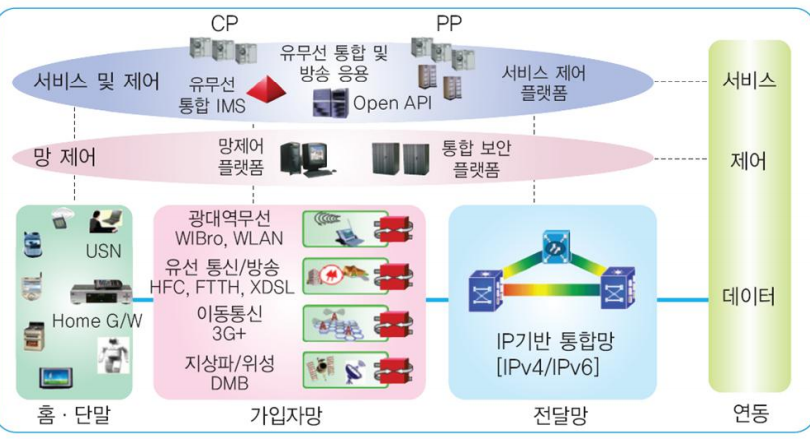 CP
PP
유무선 통합 및
방송 응용
서비스 및 제어
유무선
통합 IMS
Open API
서비스 제어
플랫폼
서비스
망 제어
망제어
플랫폼
통합 보안
플랫폼
제어
USN
Home G/W
광대역무선
WIBro, WLAN
유선 통신/방송
HFC, FTTH, XDSL
이동통신
3G+
지상파/위성
DMB
IP기반 통합망
[IPv4/IPv6]
데이터
홈 · 단말
가입자망
전달망
연동